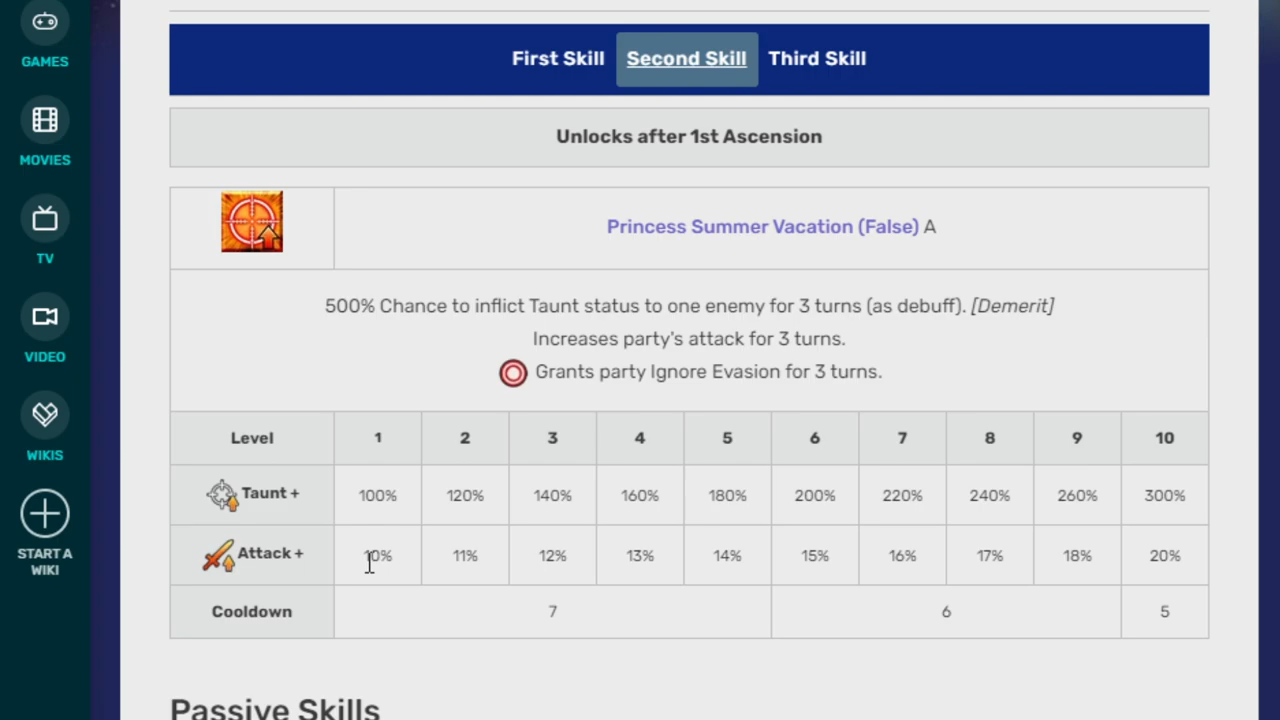 GAMES
MOVIES
TV
VIDEO
WIKIS
START A
WIKI
First Skill Second Skill Third Skill
Unlocks after 1st Ascension
Princess Summer Vacation (False) A
500% Chance to inflict Taunt status to one enemy for 3 turns (as debuff). [Demerit]
Increases party's attack for 3 turns.
Grants party Ignore Evasion for 3 turns.
Level 1 2 3 4 5 6 7 8 9 10
Taunt + 100% 120% 140% 160% 180% 200% 220% 240% 260% 300%
Attack + 10% 11% 12% 13% 14% 15% 16% 17% 18% 20%
Cooldown 7 6 5
Passive Skills